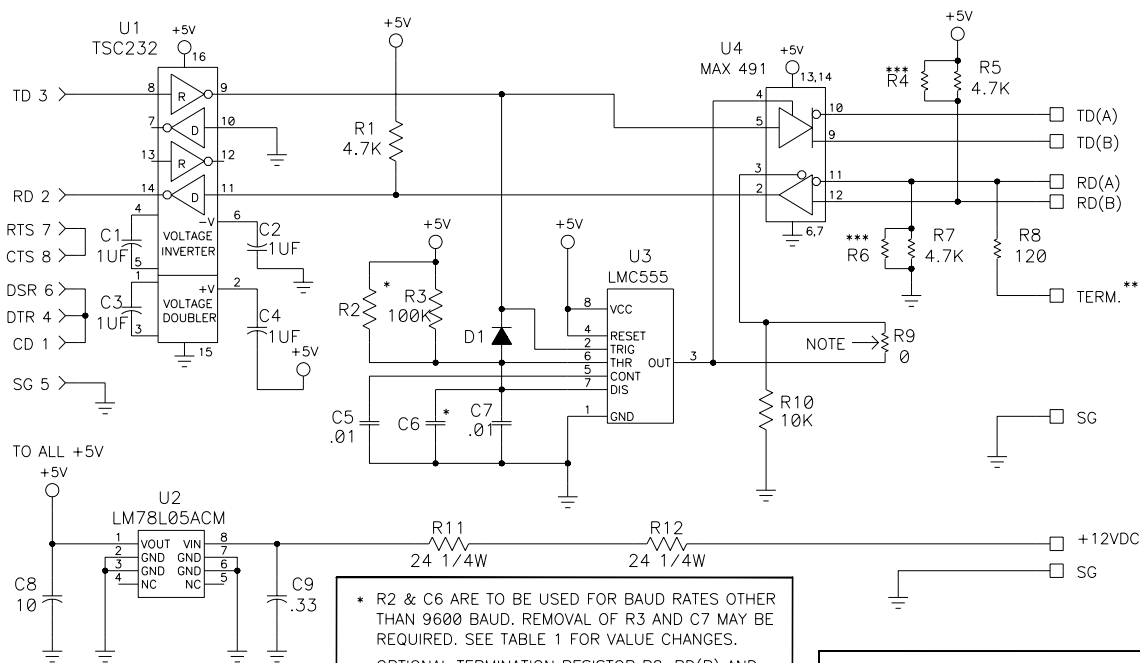 U1
TSC232
+5V
16
TD 3
8
R
9
7
D
10
13
R
12
RD 2
14
D
11
RTS 7
CTS 8
DSR 6
DTR 4
CD 1
SG 5
C1
1UF
4
5
−V
6
VOLTAGE
INVERTER
C2
1UF
C3
1UF
1
3
+V
2
VOLTAGE
DOUBLER
C4
1UF
15
+5V
+5V
R1
4.7K
+5V
R2
*
R3
100K
D1
+5V
U3
LMC555
8
VCC
4
RESET
2
TRIG
6
THR
OUT
3
5
CONT
7
DIS
1
GND
C5
.01
C6
*
C7
.01
U4
MAX 491
+5V
13,14
4
5
10
9
3
2
11
12
6,7
+5V
***
R4
R5
4.7K
TD(A)
TD(B)
RD(A)
RD(B)
***
R6
R7
4.7K
R8
120
TERM.**
NOTE
R9
0
R10
10K
SG
TO ALL +5V
+5V
U2
LM78L05ACM
1
VOUT
VIN
8
2
GND
GND
7
3
GND
GND
6
4
NC
NC
5
C8
10
C9
.33
R11
24 1/4W
R12
24 1/4W
+12VDC
SG
* R2 & C6 ARE TO BE USED FOR BAUD RATES OTHER
THAN 9600 BAUD. REMOVAL OF R3 AND C7 MAY BE
REQUIRED. SEE TABLE 1 FOR VALUE CHANGES.
OPTIONAL TERMINATION RESISTOR R8, RD(B) AND